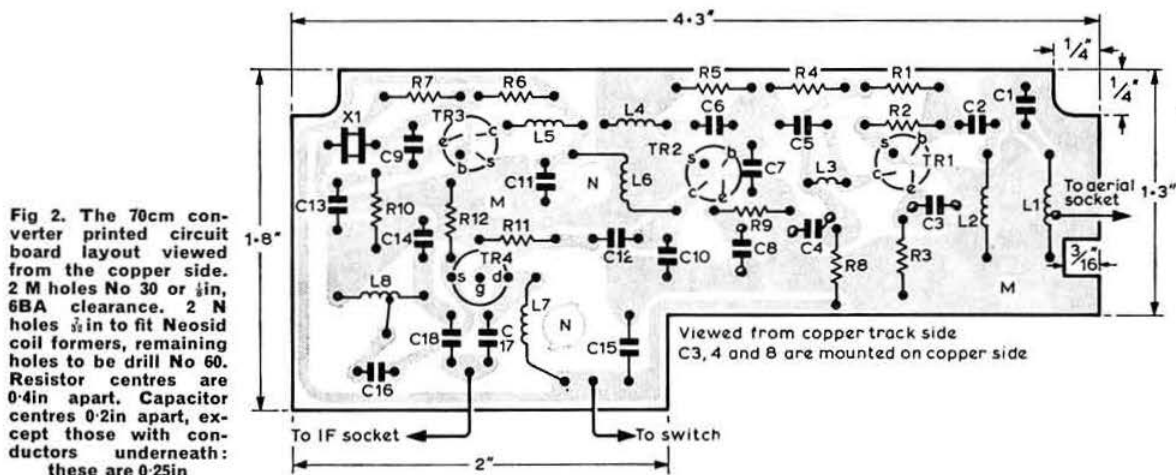 4·3"
1/4"
1/4"
R7
R6
R5
R4
R1
X1
TR3
c
e
b
s
C9
L5
L4
C6
C5
R2
C2
C1
TR2
s
b
c
e
C7
L3
s
b
c
e
TR1
1·3"
C11
N
L6
C13
R10
R12
M
R9
C4
C3
L2
L1
To aerial
socket
C14
R11
C12
C10
C8
R8
R3
3/16"
1·8"
TR4
s
g
d
L8
L7
N
M
C18
C
17
C15
C16
Viewed from copper track side
C3, 4 and 8 are mounted on copper side
To IF socket
To switch
2"
Fig 2. The 70cm con-
verter printed circuit
board layout viewed
from the copper side.
2 M holes No 30 or ⅛in,
6BA clearance. 2 N
holes in to fit Neosid
coil formers, remaining
holes to be drill No 60.
Resistor centres are
0·4in apart. Capacitor
centres 0·2in apart, ex-
cept those with con-
ductors underneath:
these are 0·25in